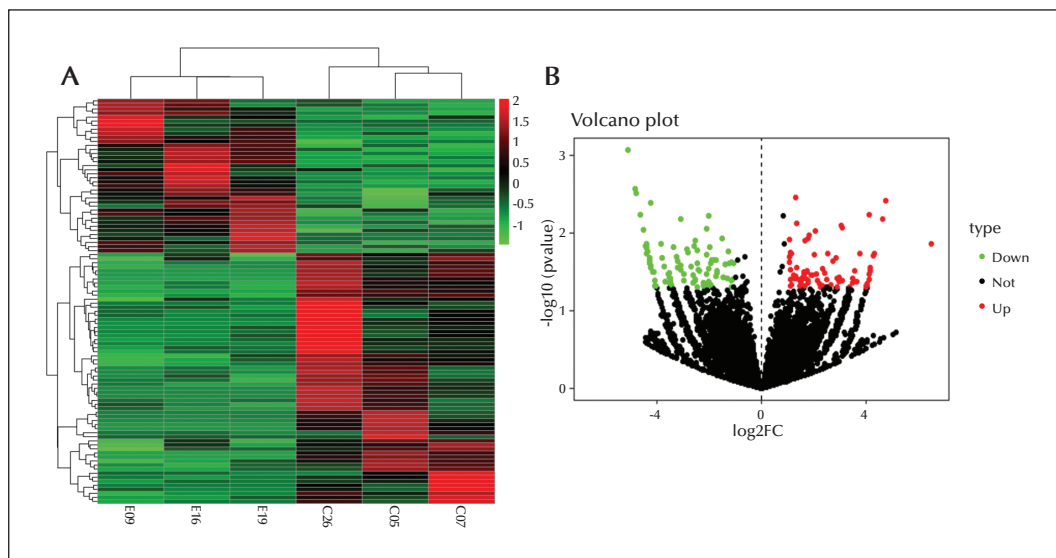 A
2
1.5
1
0.5
0
-0.5
-1
E09
E16
E19
C26
C05
C07
B
Volcano plot
3
2
1
0
-log10 (pvalue)
-4
0
4
log2FC
type
Down
Not
Up